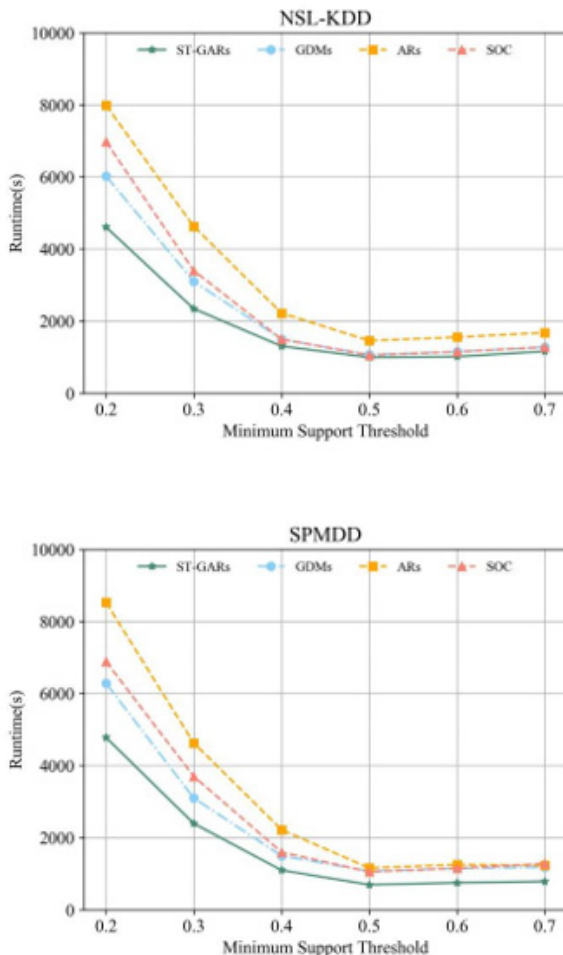 NSL-KDD
10000
ST-GARs GDMs ARs SOC
8000
6000
Runtime(s)
4000
2000
0
0.2 0.3 0.4 0.5 0.6 0.7
Minimum Support Threshold
SPMDD
10000
ST-GARs GDMs ARs SOC
8000
6000
Runtime(s)
4000
2000
0
0.2 0.3 0.4 0.5 0.6 0.7
Minimum Support Threshold